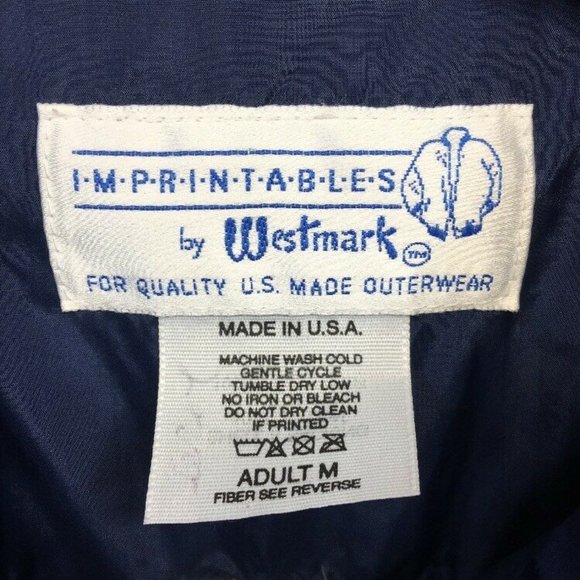 I·M·P·R·I·N·T·A·B·L·E·S
by Westmark TM
FOR QUALITY U.S. MADE OUTERWEAR
MADE IN U.S.A.
MACHINE WASH COLD
GENTLE CYCLE
TUMBLE DRY LOW
NO IRON OR BLEACH
DO NOT DRY CLEAN
IF PRINTED
ADULT M
FIBER SEE REVERSE